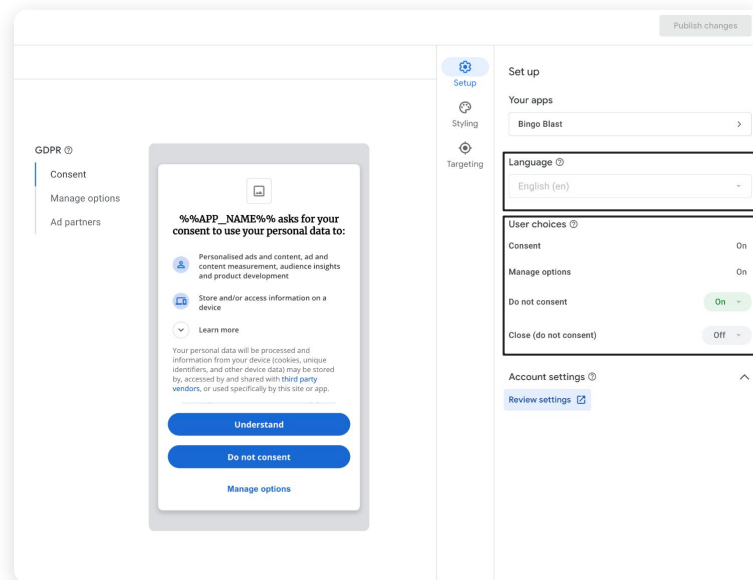 Publish changes
Setup
Styling
Targeting
Set up
Your apps
Bingo Blast
Language
English (en)
User choices
Consent On
Manage options On
Do not consent On
Close (do not consent) Off
Account settings
Review settings
GDPR
Consent
Manage options
Ad partners
%%APP_NAME%% asks for your
consent to use your personal data to:
Personalised ads and content, ad and
content measurement, audience insights
and product development
Store and/or access information on a
device
Learn more
Your personal data will be processed and
information from your device (cookies, unique
identifiers, and other device data) may be stored
by, accessed by and shared with third party
vendors, or used specifically by this site or app.
Understand
Do not consent
Manage options